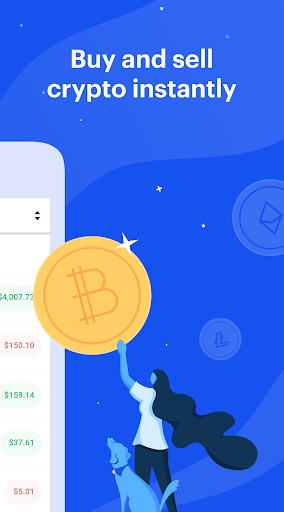 Buy and sell
crypto instantly
$4,007.73
$150.10
$159.14
$37.61
$5.01